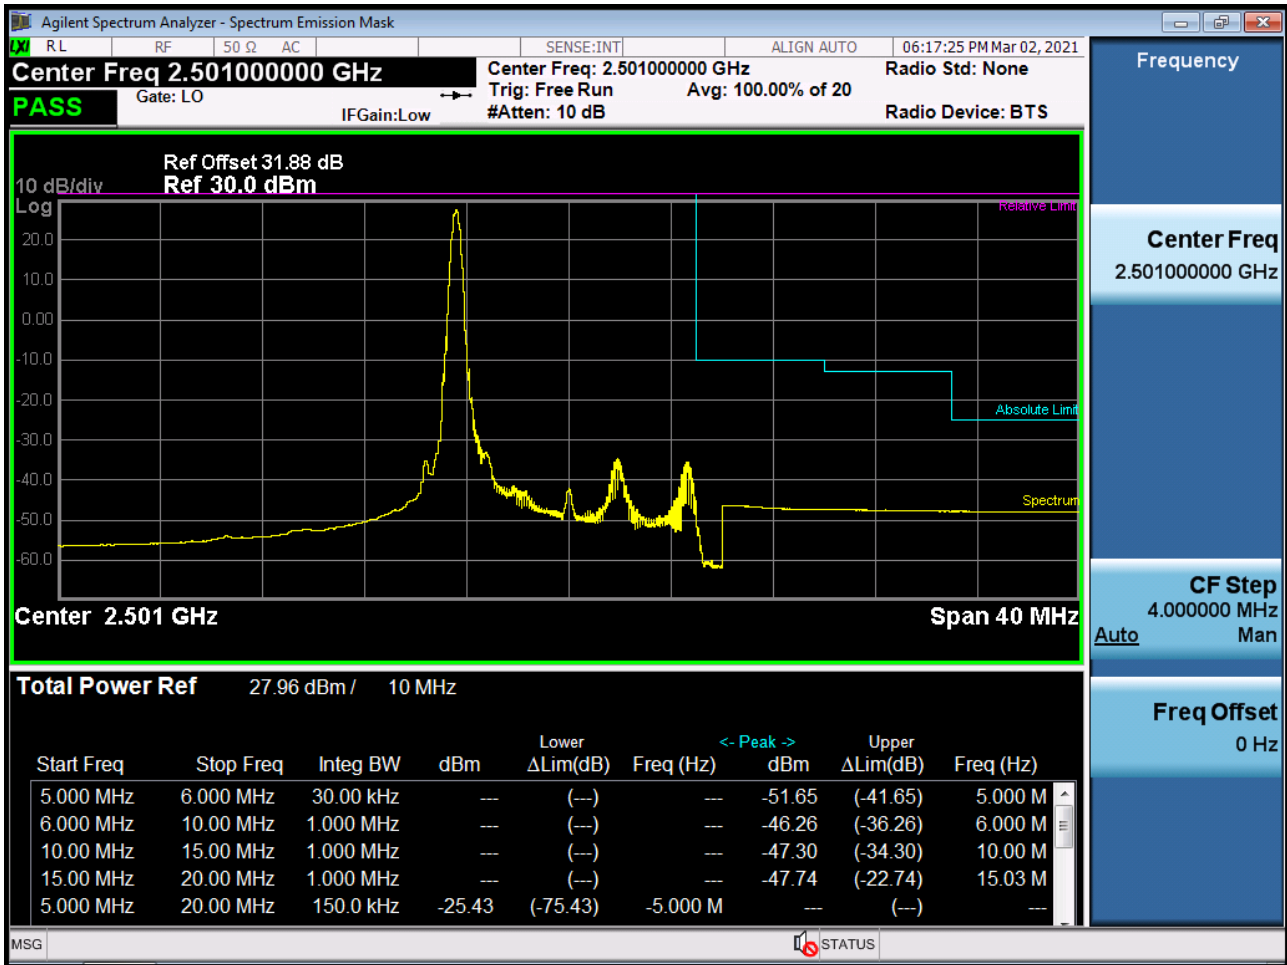 Agilent Spectrum Analyzer - Spectrum Emission Mask
LXI RL RF 50 Ω AC SENSE:INT ALIGN AUTO 06:17:25 PM Mar 02, 2021
Center Freq 2.501000000 GHz
Center Freq: 2.501000000 GHz
Radio Std: None
PASS
Gate: LO
Trig: Free Run
Avg: 100.00% of 20
IFGain:Low
#Atten: 10 dB
Radio Device: BTS
Ref Offset 31.88 dB
10 dB/div
Ref 30.0 dBm
Log
Relative Limit
20.0
10.0
0.00
-10.0
-20.0
Absolute Limit
-30.0
-40.0
Spectrum
-50.0
-60.0
Center 2.501 GHz
Span 40 MHz
Total Power Ref 27.96 dBm / 10 MHz
Lower <- Peak -> Upper
Start Freq Stop Freq Integ BW dBm ΔLim(dB) Freq (Hz) dBm ΔLim(dB) Freq (Hz)
5.000 MHz 6.000 MHz 30.00 kHz --- (---) --- -51.65 (-41.65) 5.000 M
6.000 MHz 10.00 MHz 1.000 MHz --- (---) --- -46.26 (-36.26) 6.000 M
10.00 MHz 15.00 MHz 1.000 MHz --- (---) --- -47.30 (-34.30) 10.00 M
15.00 MHz 20.00 MHz 1.000 MHz --- (---) --- -47.74 (-22.74) 15.03 M
5.000 MHz 20.00 MHz 150.0 kHz -25.43 (-75.43) -5.000 M --- (---) ---
MSG
STATUS
Frequency
Center Freq
2.501000000 GHz
CF Step
4.000000 MHz
Auto Man
Freq Offset
0 Hz